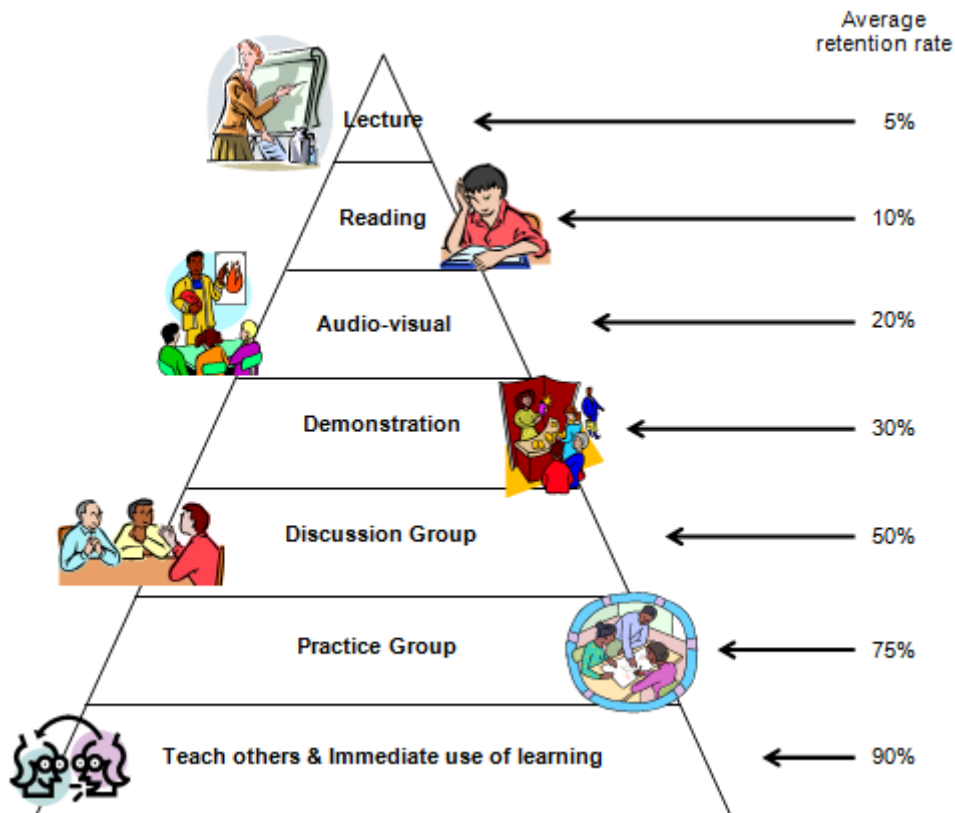 Average
retention rate
Lecture
5%
Reading
10%
Audio-visual
20%
Demonstration
30%
Discussion Group
50%
Practice Group
75%
Teach others & Immediate use of learning
90%